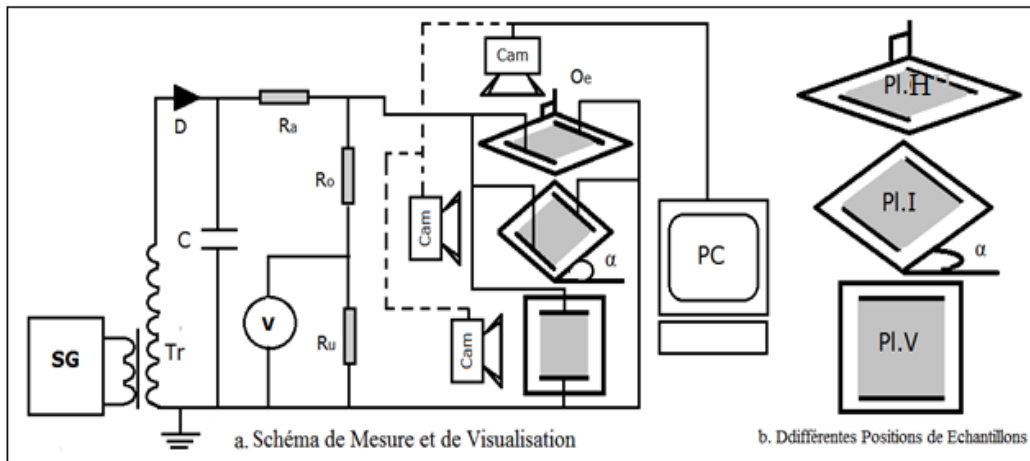 Cam
Oe
D
Ra
Ro
Cam
C
α
PC
V
Ru
Cam
SG
Tr
a. Schéma de Mesure et de Visualisation
Pl.H
Pl.I
α
Pl.V
b. Ddifférentes Positions de Echantillons